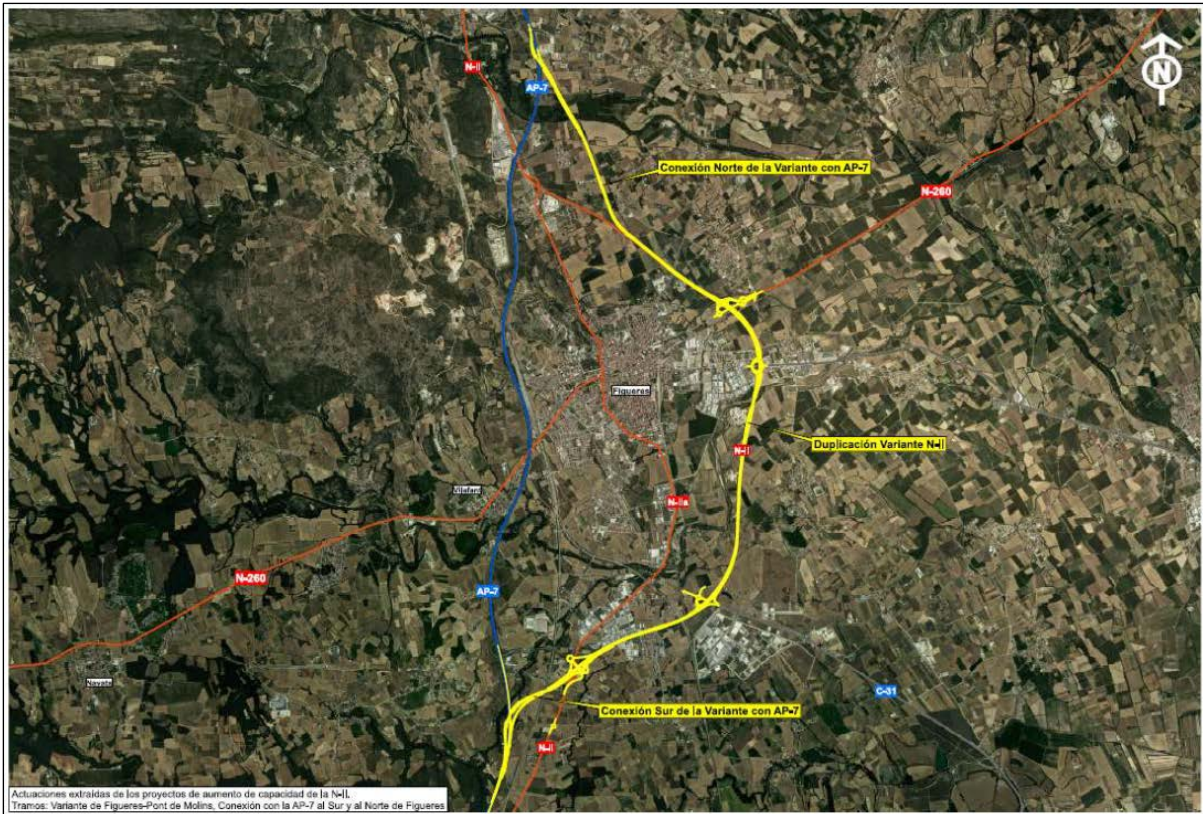 N-II
AP-7
N
Conexión Norte de la Variante con AP-7
N-260
Figueres
Duplicación Variante N-II
N-II
Vilafant
N-IIa
N-260
AP-7
Navata
C-31
Conexión Sur de la Variante con AP-7
N-II
Actuaciones extraídas de los proyectos de aumento de capacidad de la N-II.
Tramos: Variante de Figueres-Pont de Molins, Conexión con la AP-7 al Sur y al Norte de Figueres